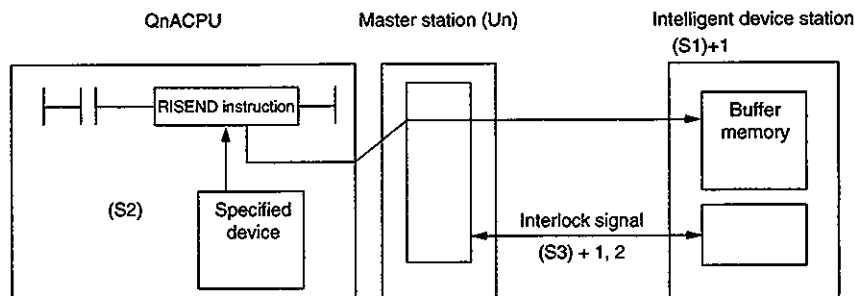 QnACPU
Master station (Un)
Intelligent device station
(S1)+1
RISEND instruction
Buffer
memory
(S2)
Specified
device
Interlock signal
(S3) + 1, 2